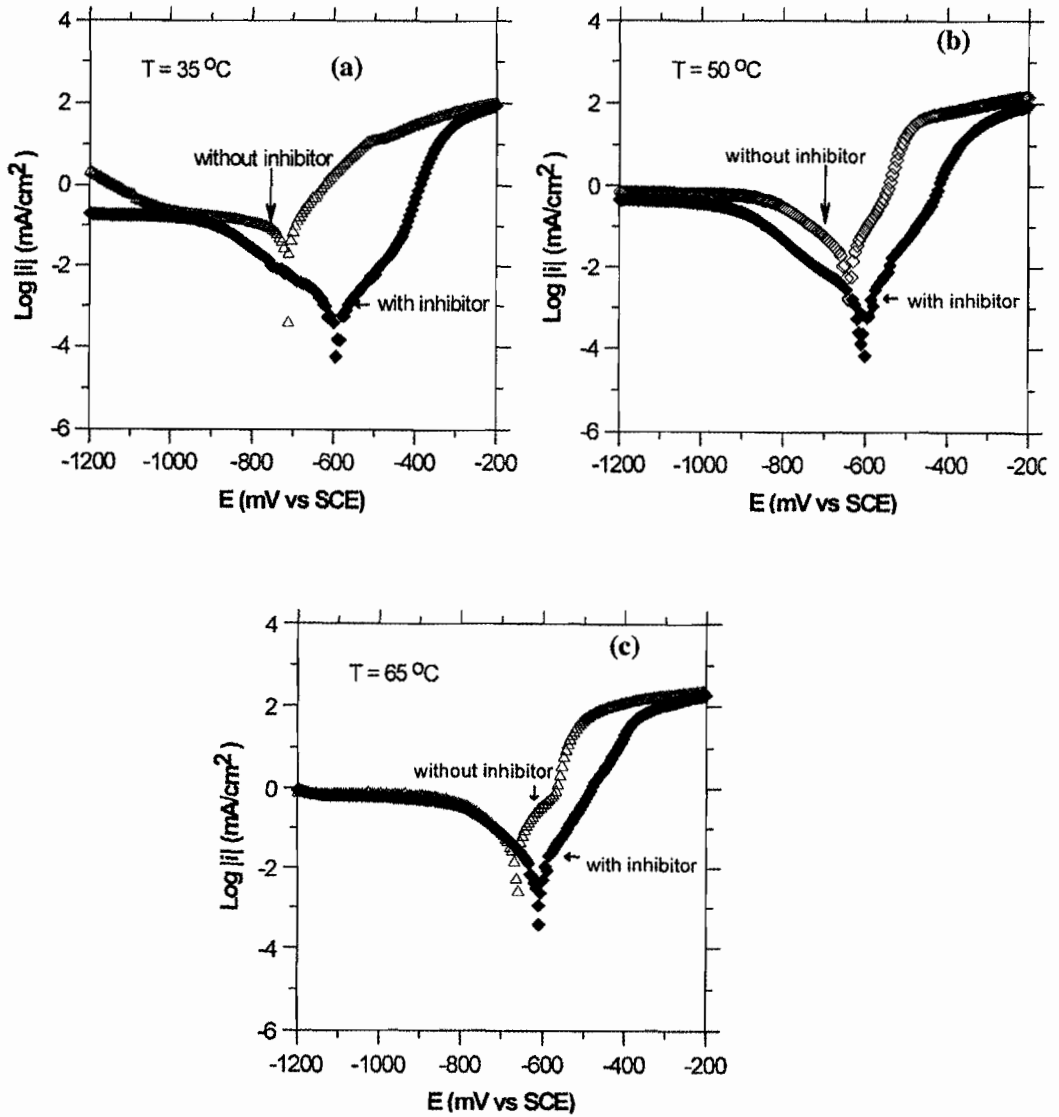 T = 35 °C
(a)
without inhibitor
with inhibitor
4
2
0
-2
-4
-6
Log |i| (mA/cm²)
-1200 -1000 -800 -600 -400 -200
E (mV vs SCE)
T = 50 °C
(b)
without inhibitor
with inhibitor
4
2
0
-2
-4
-6
Log |i| (mA/cm²)
-1200 -1000 -800 -600 -400 -200
E (mV vs SCE)
T = 65 °C
(c)
without inhibitor
with inhibitor
4
2
0
-2
-4
-6
Log |i| (mA/cm²)
-1200 -1000 -800 -600 -400 -200
E (mV vs SCE)